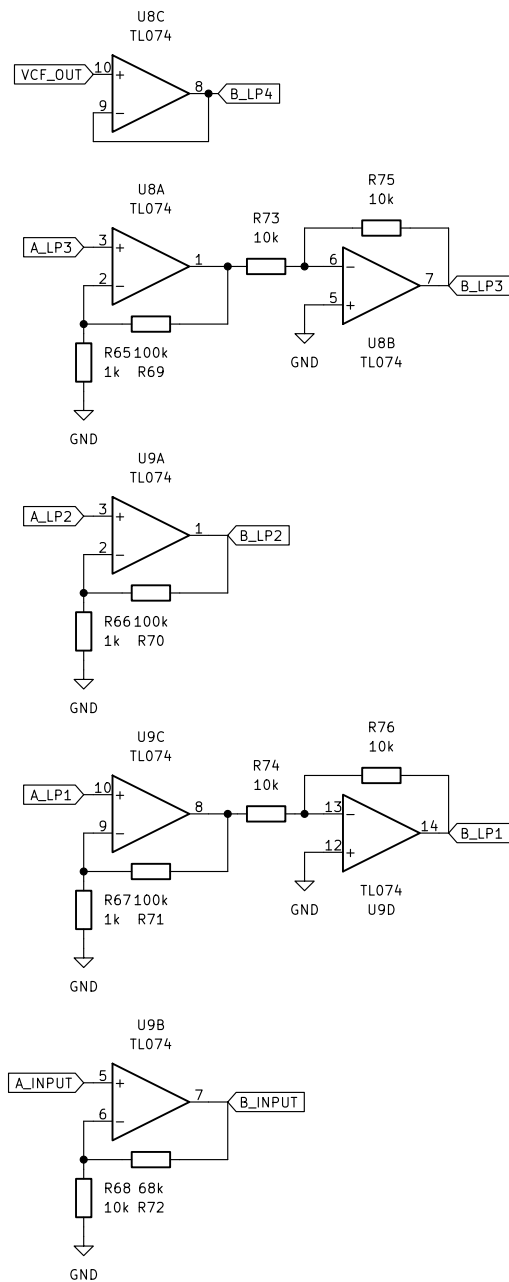 U8C
TL074
VCF_OUT
10
+
9
−
8
B_LP4
U8A
TL074
A_LP3
3
+
2
−
1
R73
10k
R75
10k
6
−
5
+
7
B_LP3
GND
U8B
TL074
R65 100k
1k R69
GND
U9A
TL074
A_LP2
3
+
2
−
1
B_LP2
R66 100k
1k R70
GND
U9C
TL074
A_LP1
10
+
9
−
8
R74
10k
R76
10k
13
−
12
+
14
B_LP1
GND
TL074
U9D
R67 100k
1k R71
GND
U9B
TL074
A_INPUT
5
+
6
−
7
B_INPUT
R68 68k
10k R72
GND